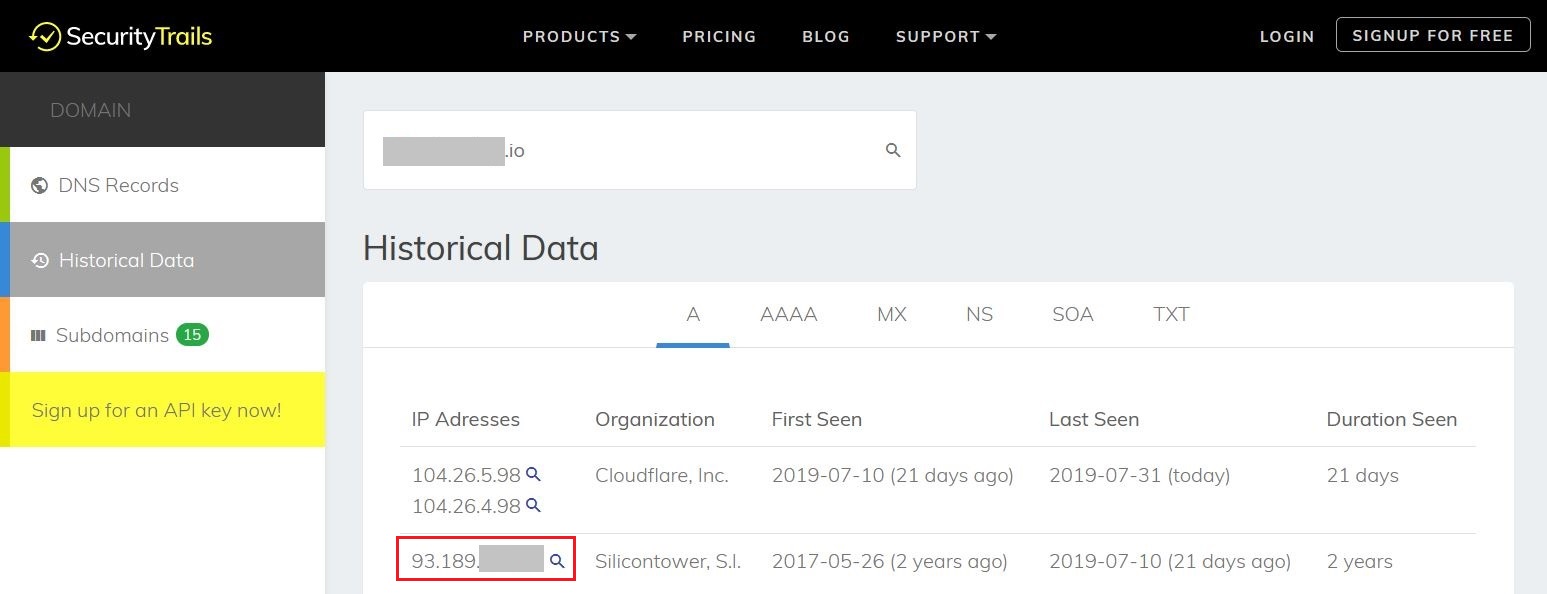 SecurityTrails
PRODUCTS
PRICING
BLOG
SUPPORT
LOGIN
SIGNUP FOR FREE
DOMAIN
DNS Records
Historical Data
Subdomains 15
Sign up for an API key now!
.io
Historical Data
A AAAA MX NS SOA TXT
IP Adresses Organization First Seen Last Seen Duration Seen
104.26.5.98 Cloudflare, Inc. 2019-07-10 (21 days ago) 2019-07-31 (today) 21 days
104.26.4.98
93.189. Silicontower, S.l. 2017-05-26 (2 years ago) 2019-07-10 (21 days ago) 2 years